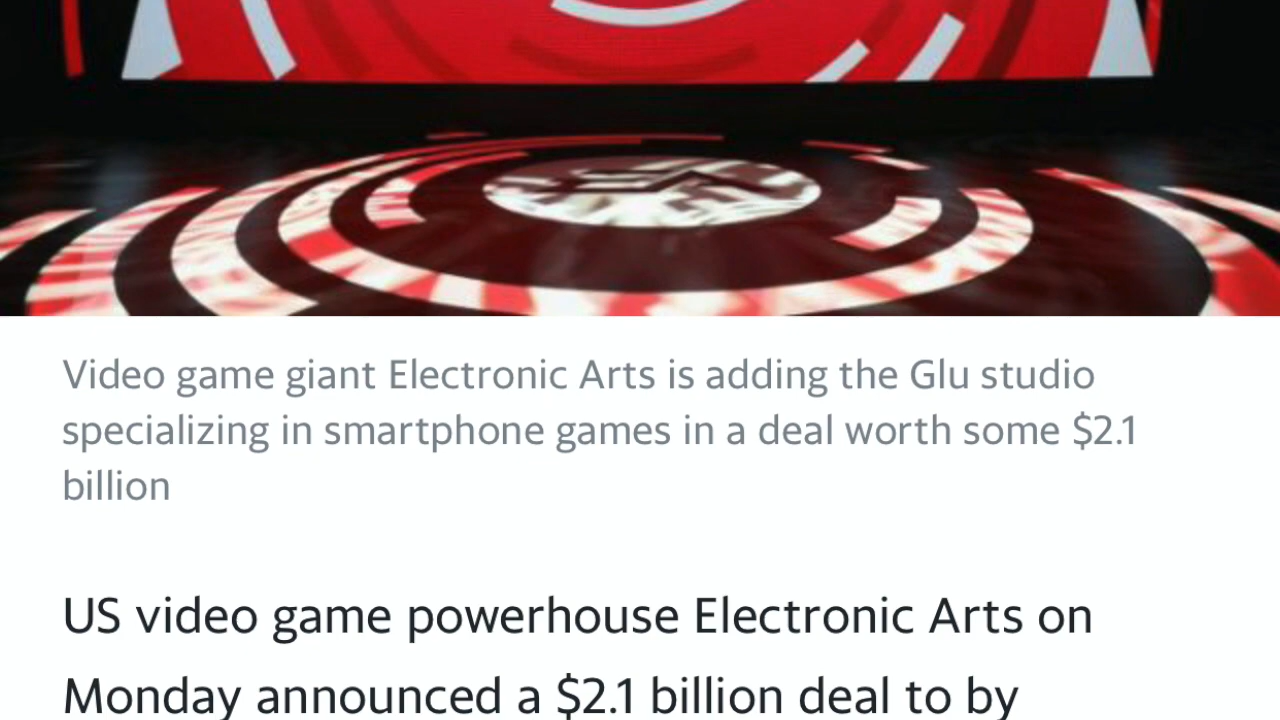 Video game giant Electronic Arts is adding the Glu studio
specializing in smartphone games in a deal worth some $2.1
billion
US video game powerhouse Electronic Arts on
Monday announced a $2.1 billion deal to by